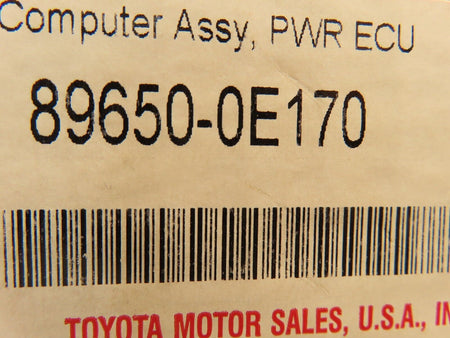 Computer Assy, PWR ECU
89650-0E170
TOYOTA MOTOR SALES, U.S.A.,